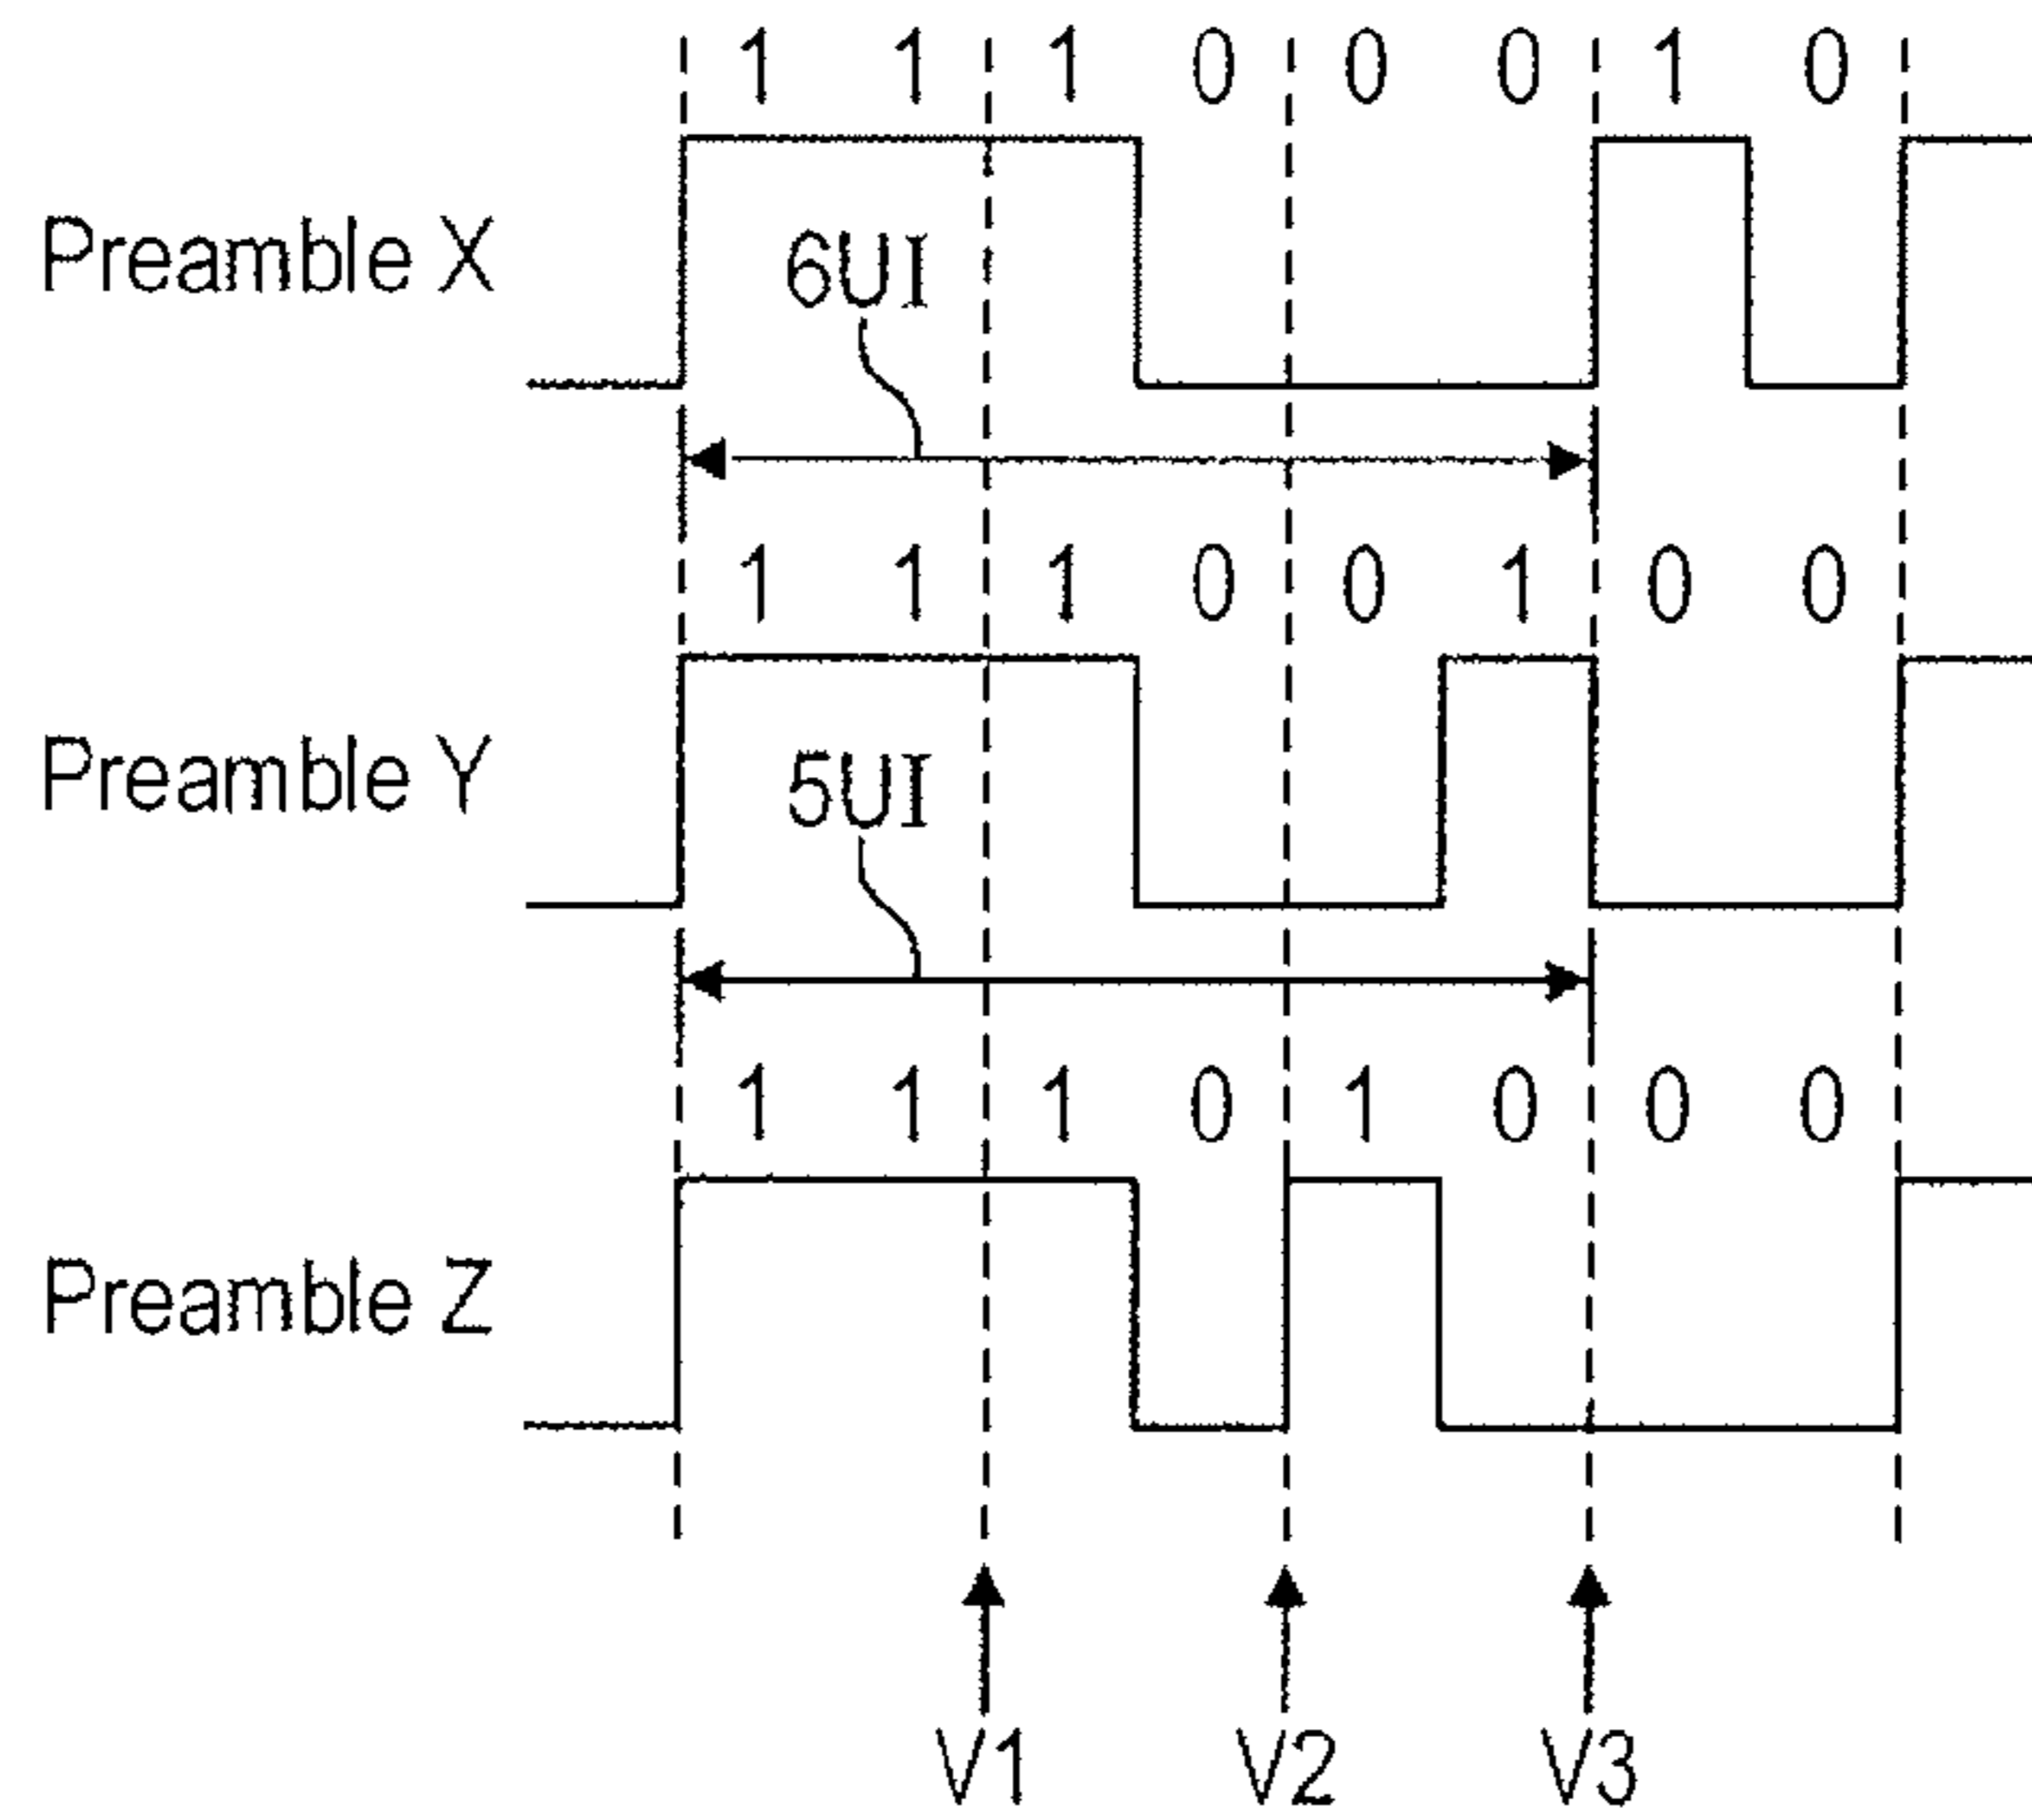 1 1 1 0 0 0 1 0
Preamble X
6UI
1 1 1 0 0 1 0 0
Preamble Y
5UI
1 1 1 0 1 0 0 0
Preamble Z
V1 V2 V3